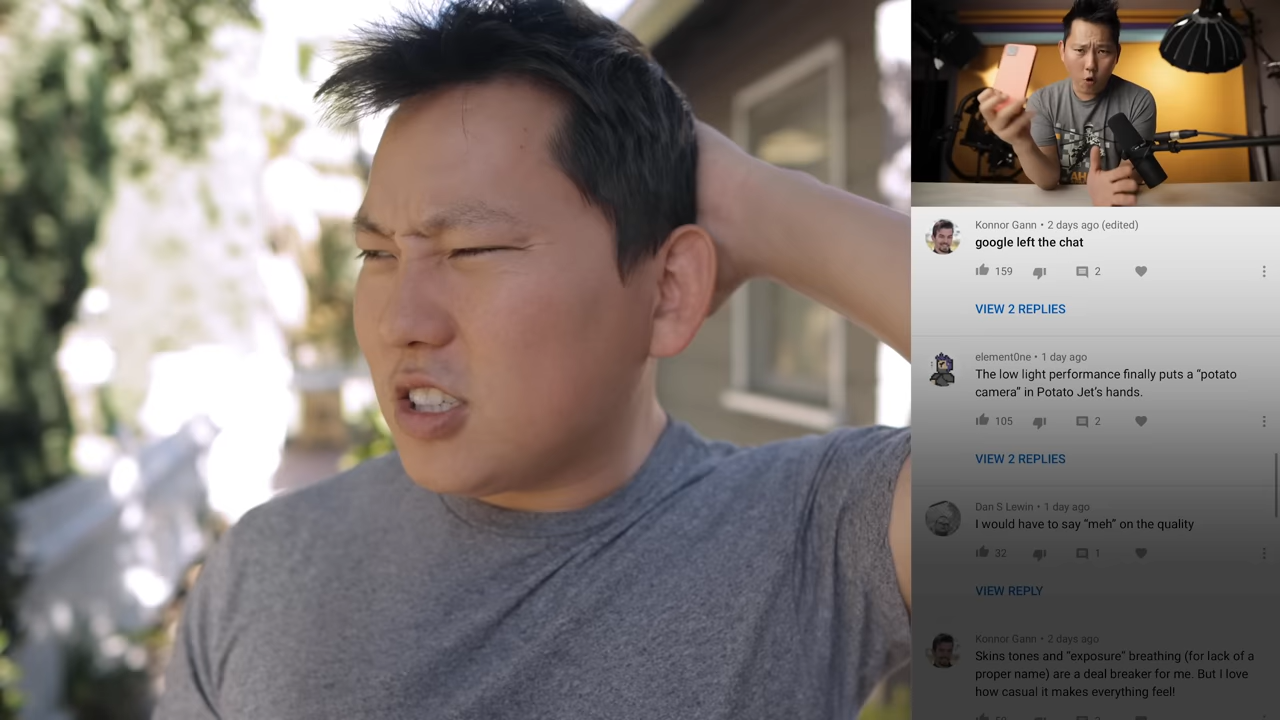 Konnor Gann • 2 days ago (edited)
google left the chat
159
2
VIEW 2 REPLIES
element0ne • 1 day ago
The low light performance finally puts a “potato
camera” in Potato Jet’s hands.
105
2
VIEW 2 REPLIES
Dan S Lewin • 1 day ago
I would have to say “meh” on the quality
32
1
VIEW REPLY
Konnor Gann • 2 days ago
Skins tones and “exposure” breathing (for lack of a
proper name) are a deal breaker for me. But I love
how casual it makes everything feel!